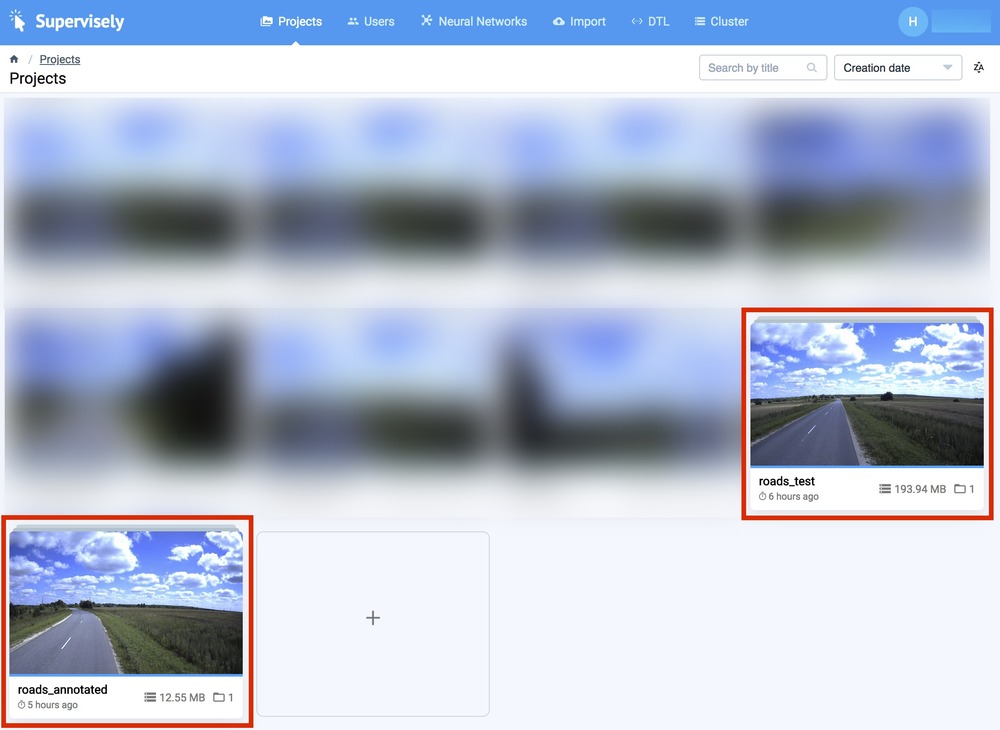 Supervisely Projects Users Neural Networks Import DTL Cluster H
/ Projects
Projects
Search by title Creation date
roads_test
6 hours ago 193.94 MB 1
roads_annotated
5 hours ago 12.55 MB 1